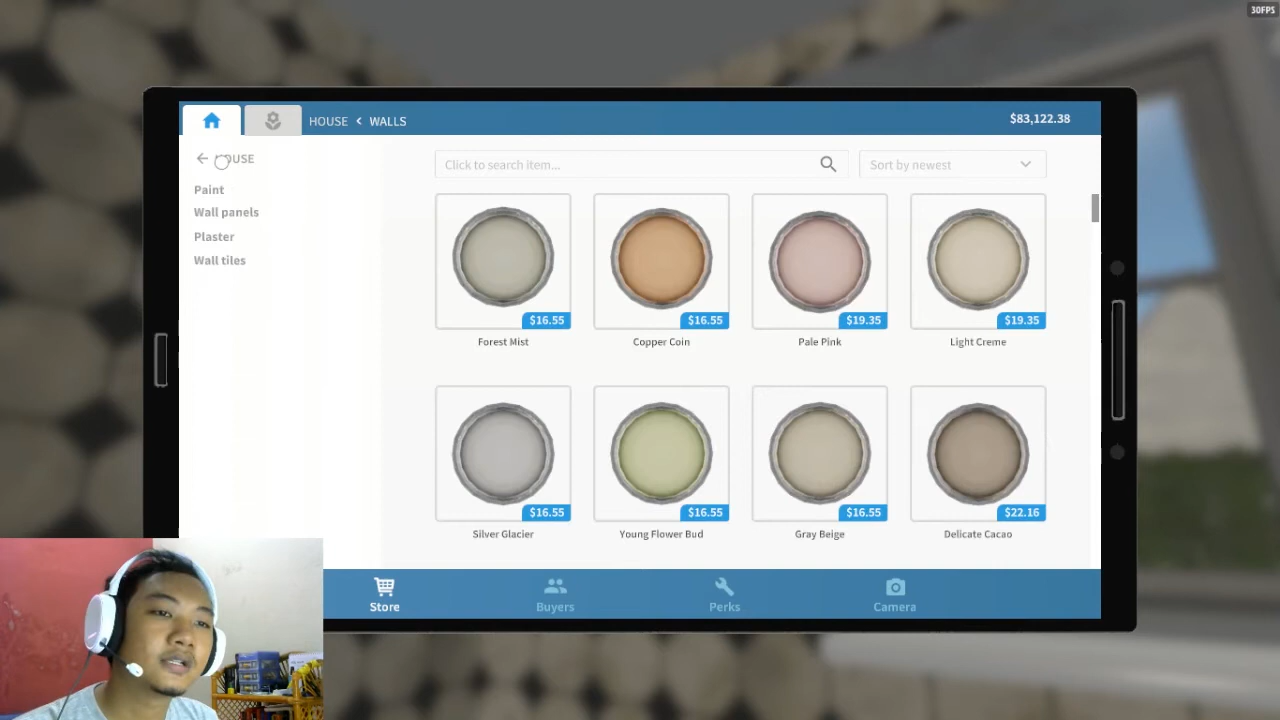 30FPS
HOUSE < WALLS
$83,122.38
HOUSE
Paint
Wall panels
Plaster
Wall tiles
Click to search item...
Sort by newest
$16.55
$16.55
$19.35
$19.35
Forest Mist
Copper Coin
Pale Pink
Light Creme
$16.55
$16.55
$16.55
$22.16
Silver Glacier
Young Flower Bud
Gray Beige
Delicate Cacao
Store
Buyers
Perks
Camera